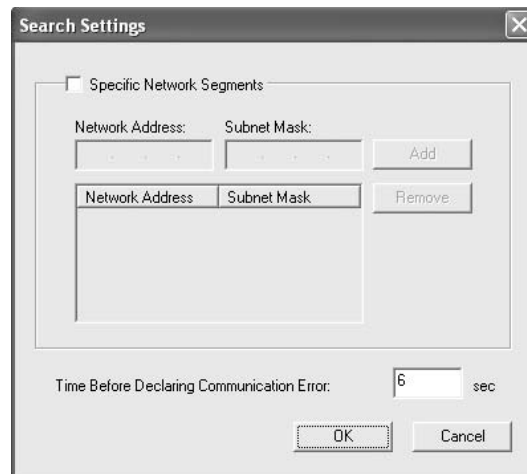 Search Settings
Specific Network Segments
Network Address: Subnet Mask:
Add
Network Address Subnet Mask
Remove
Time Before Declaring Communication Error: 6 sec
OK Cancel